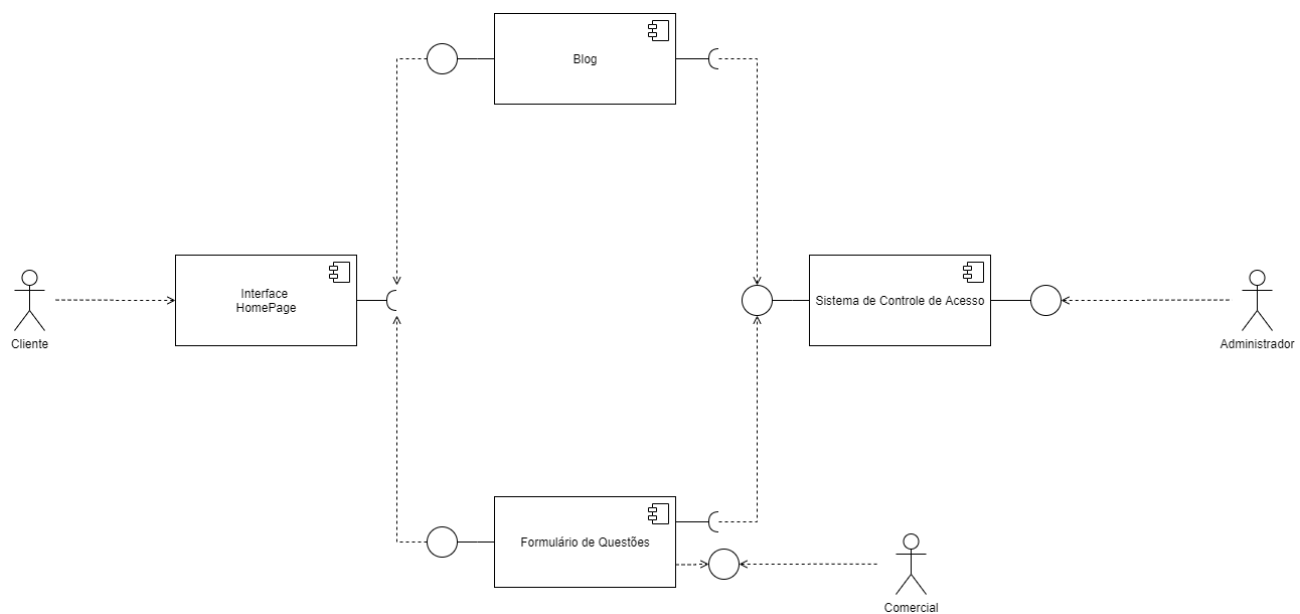 Blog
Interface
HomePage
Cliente
Sistema de Controle de Acesso
Administrador
Formulário de Questões
Comercial